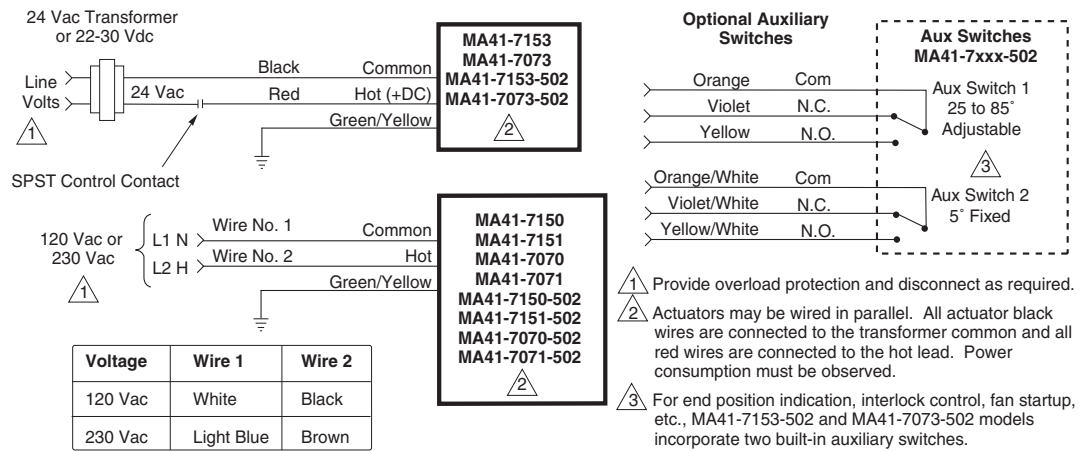 24 Vac Transformer
or 22-30 Vdc
Line
Volts
1
24 Vac
Black
Red
Common
Hot (+DC)
Green/Yellow
SPST Control Contact
MA41-7153
MA41-7073
MA41-7153-502
MA41-7073-502
2
120 Vac or
230 Vac
1
L1 N
L2 H
Wire No. 1
Wire No. 2
Common
Hot
Green/Yellow
MA41-7150
MA41-7151
MA41-7070
MA41-7071
MA41-7150-502
MA41-7151-502
MA41-7070-502
MA41-7071-502
2
Voltage Wire 1 Wire 2
120 Vac White Black
230 Vac Light Blue Brown
Optional Auxiliary
Switches
Orange Com
Violet N.C.
Yellow N.O.
Orange/White Com
Violet/White N.C.
Yellow/White N.O.
Aux Switches
MA41-7xxx-502
Aux Switch 1
25 to 85˚
Adjustable
3
Aux Switch 2
5˚ Fixed
1 Provide overload protection and disconnect as required.
2 Actuators may be wired in parallel. All actuator black
wires are connected to the transformer common and all
red wires are connected to the hot lead. Power
consumption must be observed.
3 For end position indication, interlock control, fan startup,
etc., MA41-7153-502 and MA41-7073-502 models
incorporate two built-in auxiliary switches.